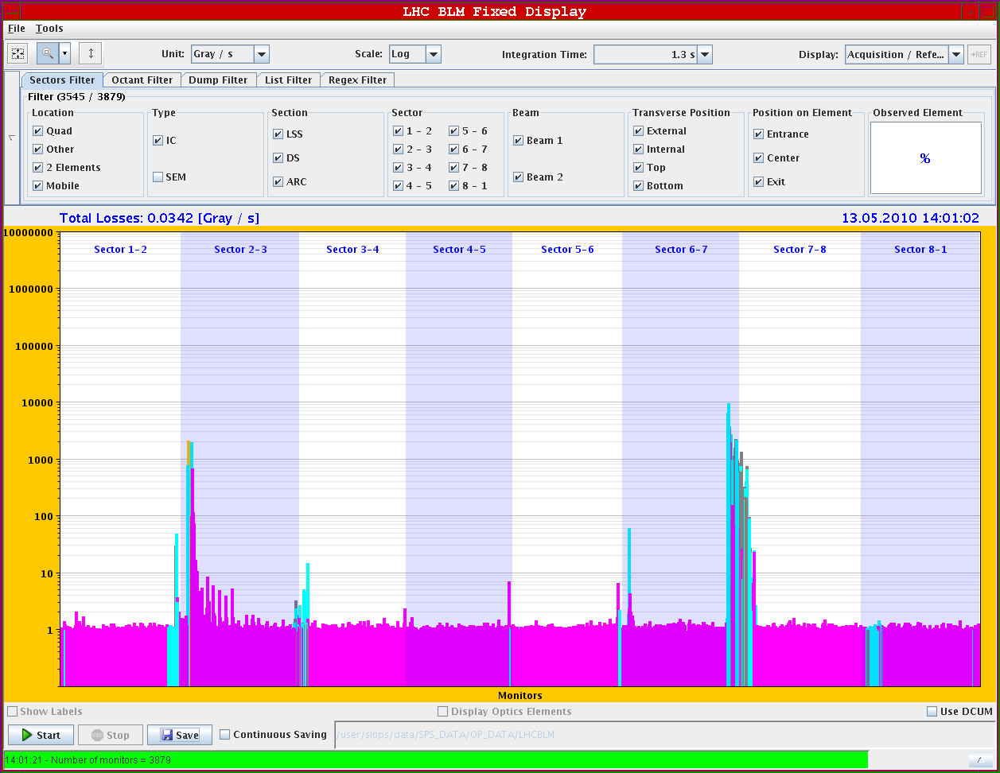 LHC BLM Fixed Display
File Tools
Unit: Gray / s Scale: Log Integration Time: 1.3 s Display: Acquisition / Refe... →REF
Sectors Filter Octant Filter Dump Filter List Filter Regex Filter
Filter (3545 / 3879)
Location Type Section Sector Beam Transverse Position Position on Element Observed Element
Quad IC LSS 1 - 2 5 - 6 Beam 1 External Entrance %
Other 2 - 3 6 - 7 Internal
2 Elements DS 3 - 4 7 - 8 Top Center
Mobile SEM ARC 4 - 5 8 - 1 Beam 2 Bottom Exit
Total Losses: 0.0342 [Gray / s] 13.05.2010 14:01:02
10000000
Sector 1-2 Sector 2-3 Sector 3-4 Sector 4-5 Sector 5-6 Sector 6-7 Sector 7-8 Sector 8-1
1000000
100000
10000
1000
100
10
1
Monitors
Show Labels Display Optics Elements Use DCUM
Start STOP Stop Save Continuous Saving /user/slops/data/SPS_DATA/OP_DATA/LHCBLM
14:01:21 - Number of monitors = 3879